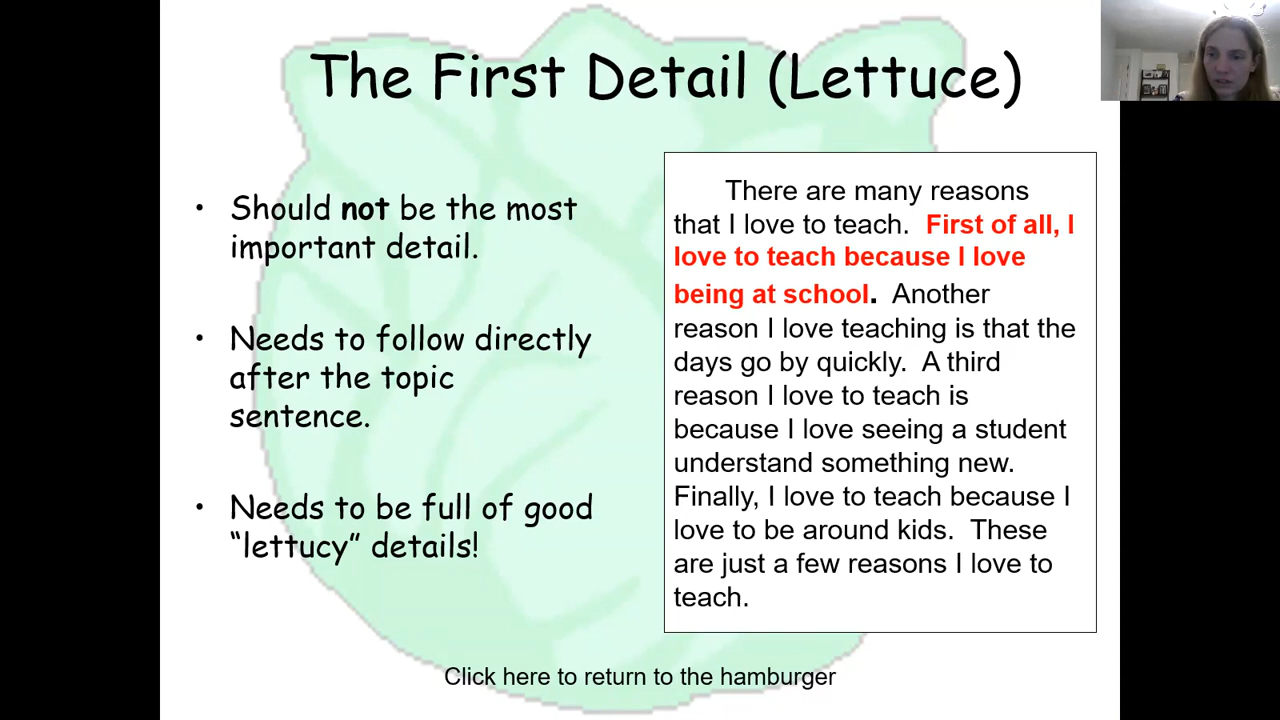 The First Detail (Lettuce)
• Should not be the most
important detail.
• Needs to follow directly
after the topic
sentence.
• Needs to be full of good
“lettucy” details!
There are many reasons
that I love to teach. First of all, I
love to teach because I love
being at school. Another
reason I love teaching is that the
days go by quickly. A third
reason I love to teach is
because I love seeing a student
understand something new.
Finally, I love to teach because I
love to be around kids. These
are just a few reasons I love to
teach.
Click here to return to the hamburger